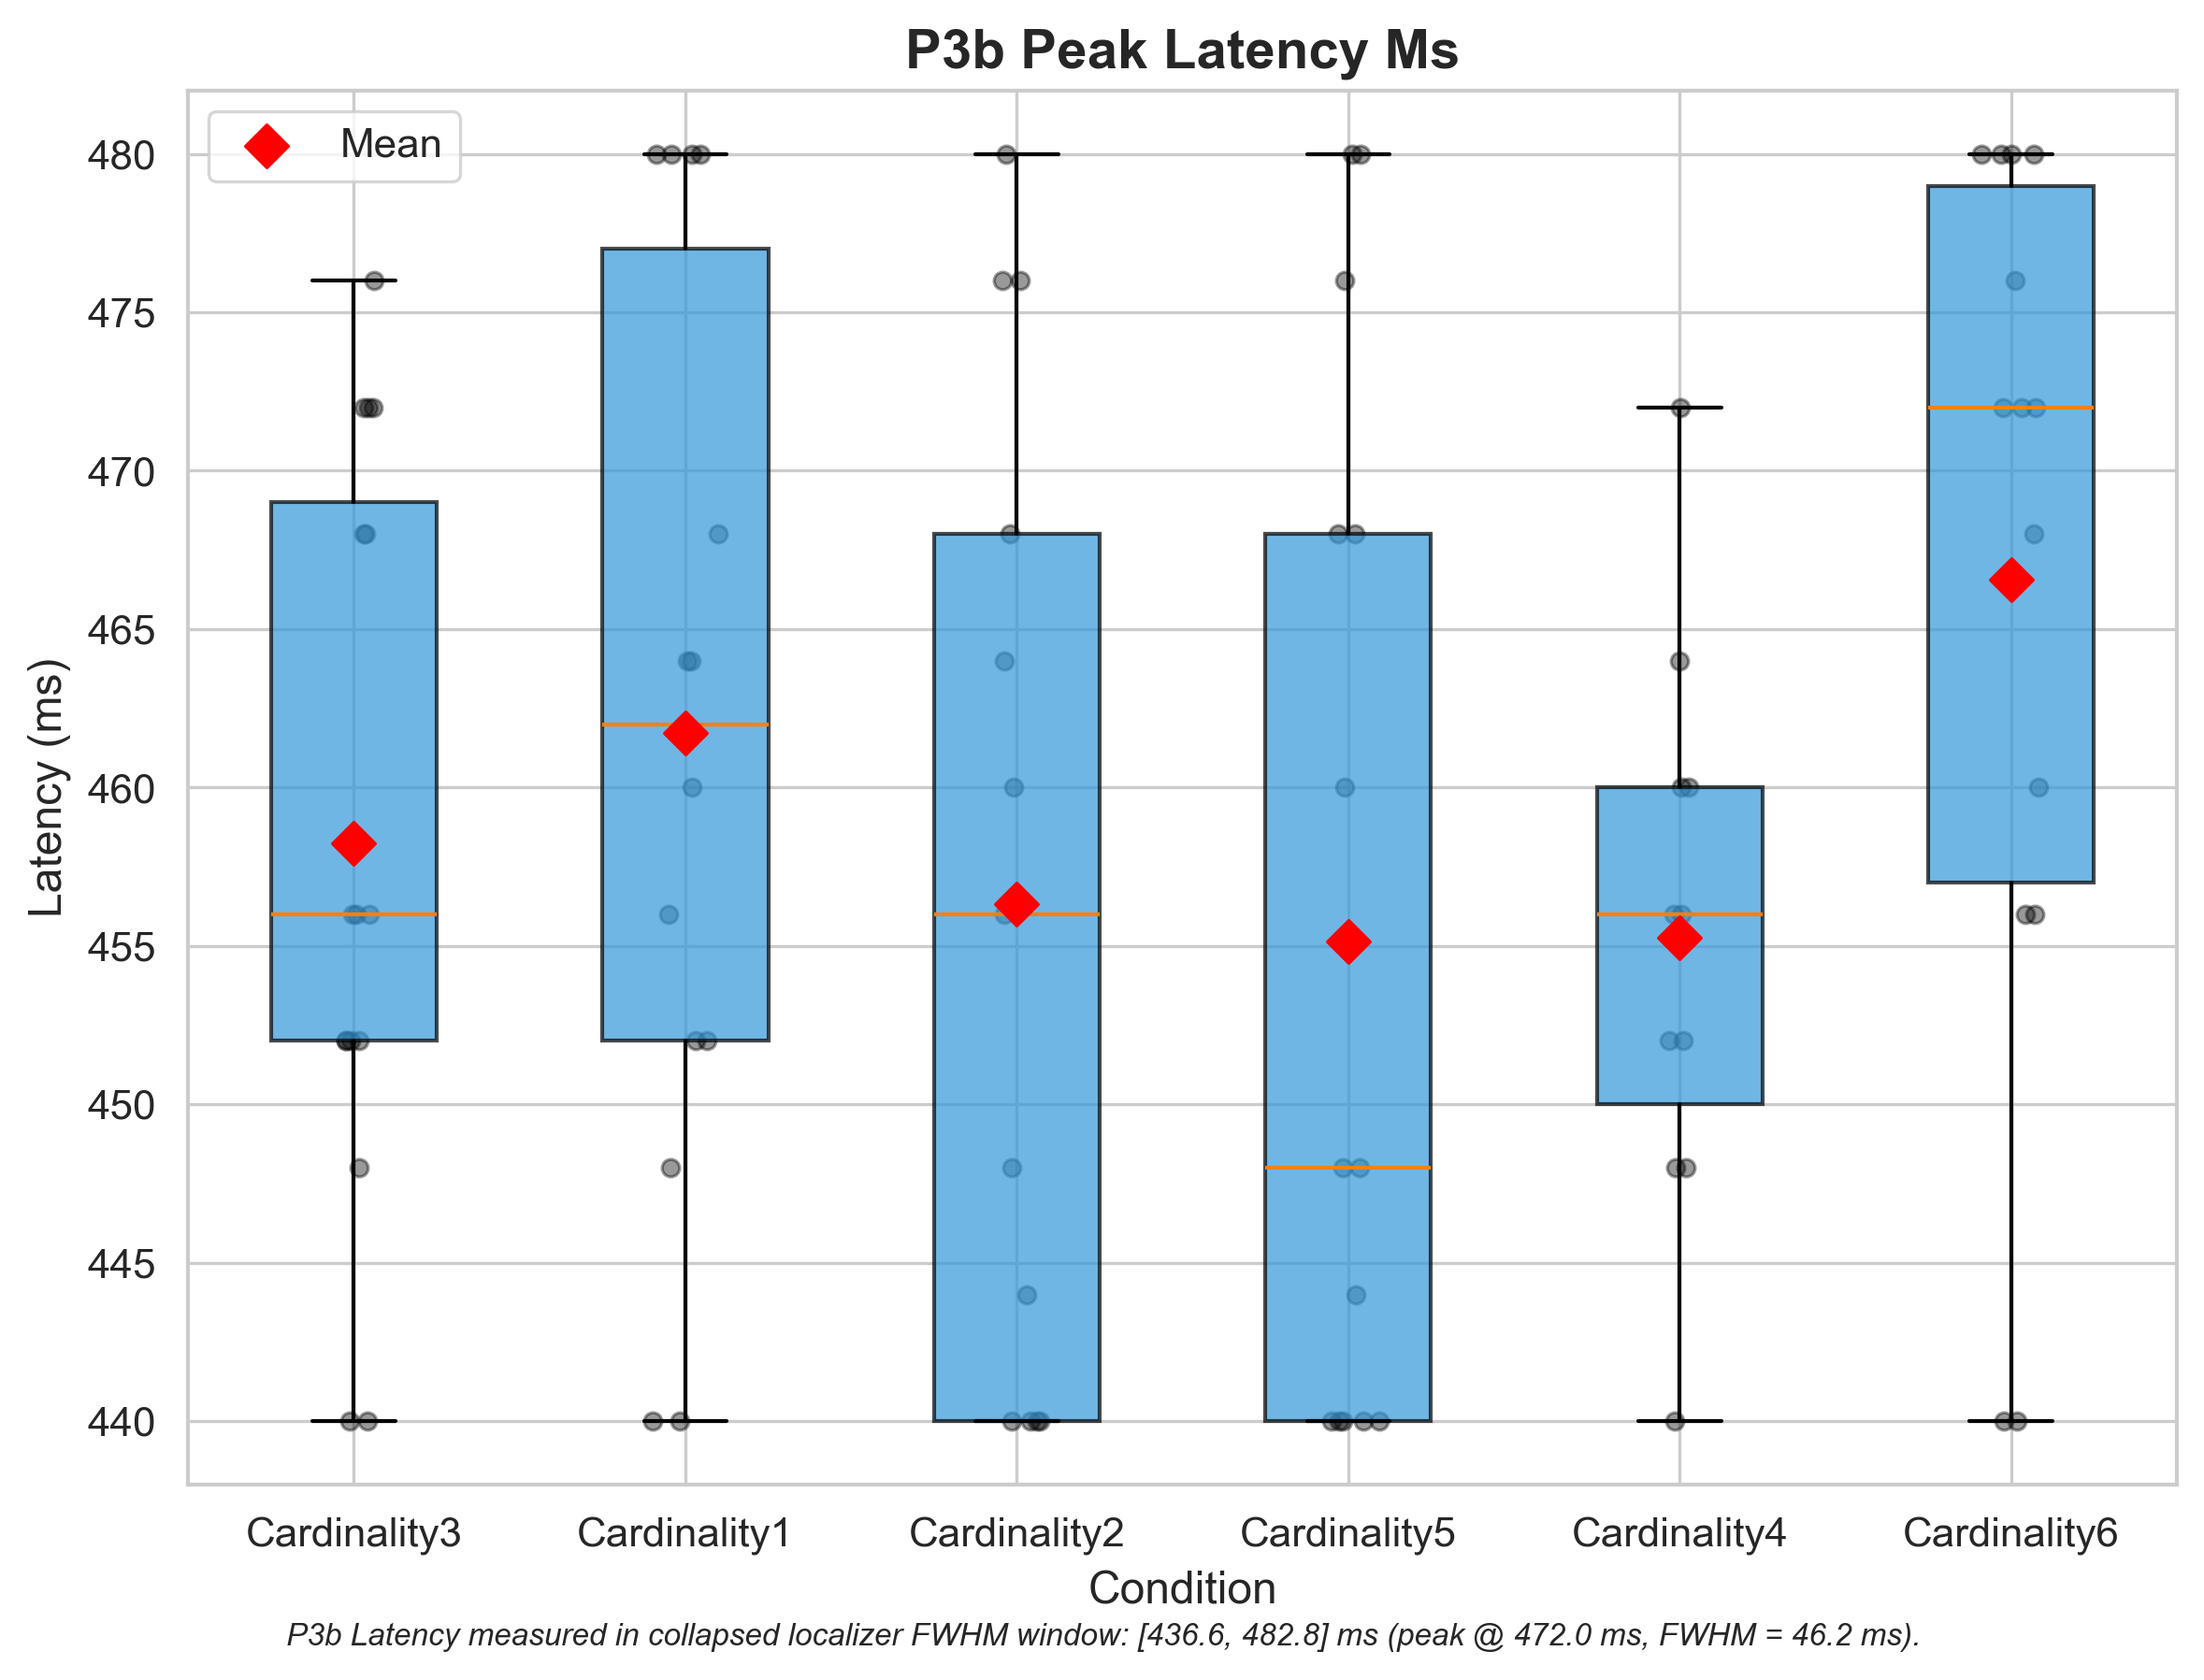 P3b Peak Latency Ms
Mean
480
475
470
465
460
455
450
445
440
Latency (ms)
Cardinality3 Cardinality1 Cardinality2 Cardinality5 Cardinality4 Cardinality6
Condition
P3b Latency measured in collapsed localizer FWHM window: [436.6, 482.8] ms (peak @ 472.0 ms, FWHM = 46.2 ms).